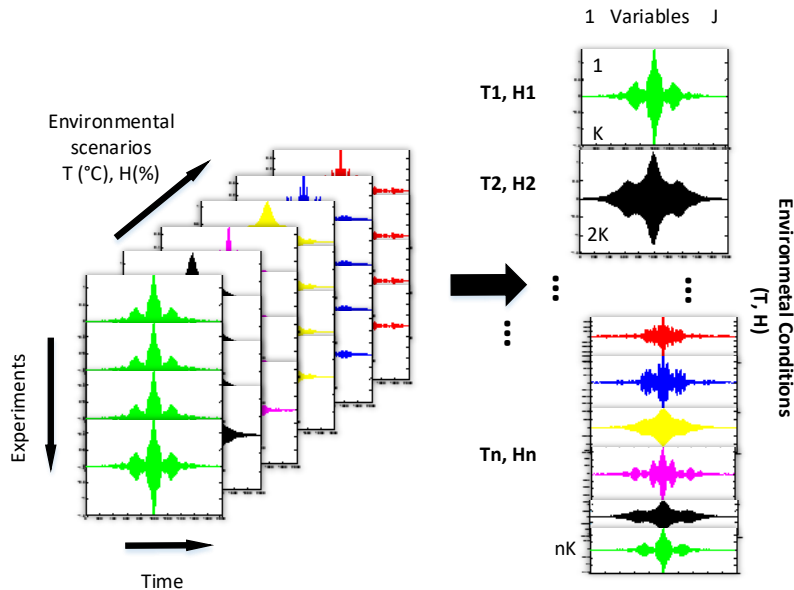 1 Variables J
Environmental
scenarios
T (°C), H(%)
Experiments
Time
T1, H1
1
K
T2, H2
2K
...
...
...
Tn, Hn
nK
Environmetal Conditions
(T, H)